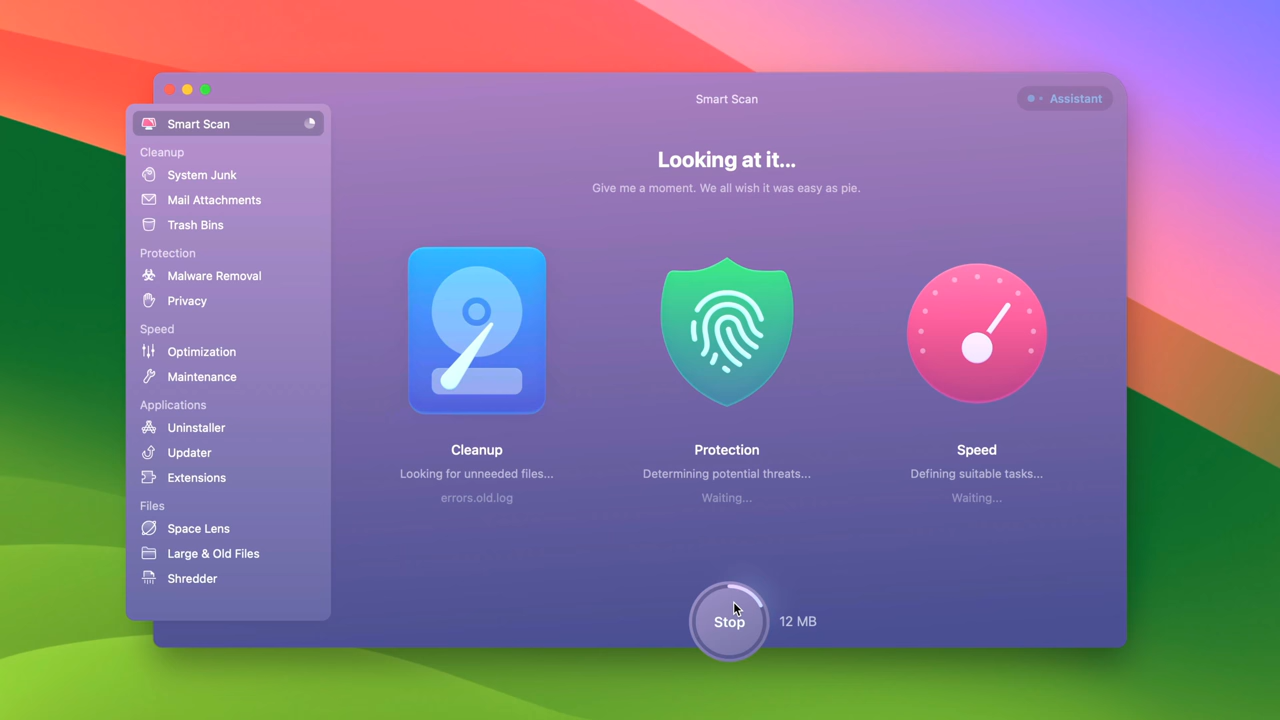 Smart Scan
Assistant
Smart Scan
Cleanup
System Junk
Mail Attachments
Trash Bins
Protection
Malware Removal
Privacy
Speed
Optimization
Maintenance
Applications
Uninstaller
Updater
Extensions
Files
Space Lens
Large & Old Files
Shredder
Looking at it...
Give me a moment. We all wish it was easy as pie.
Cleanup
Looking for unneeded files...
errors.old.log
Protection
Determining potential threats...
Waiting...
Speed
Defining suitable tasks...
Waiting...
Stop
12 MB